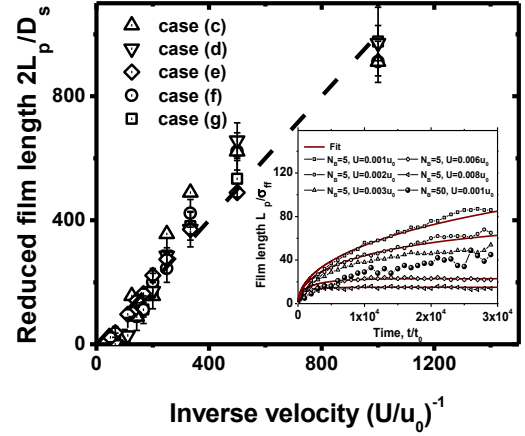 Reduced film length 2L_p/D_s
1000
800
400
0
0
400
800
1200
Inverse velocity (U/u_0)^-1
case (c)
case (d)
case (e)
case (f)
case (g)
Fit
N_B=5, U=0.001u_0
N_B=5, U=0.006u_0
N_B=5, U=0.002u_0
N_B=5, U=0.008u_0
N_B=5, U=0.003u_0
N_B=50, U=0.001u_0
Film length L_p/σ_ff
120
80
40
0
0
1x10^4
2x10^4
3x10^4
Time, t/t_0